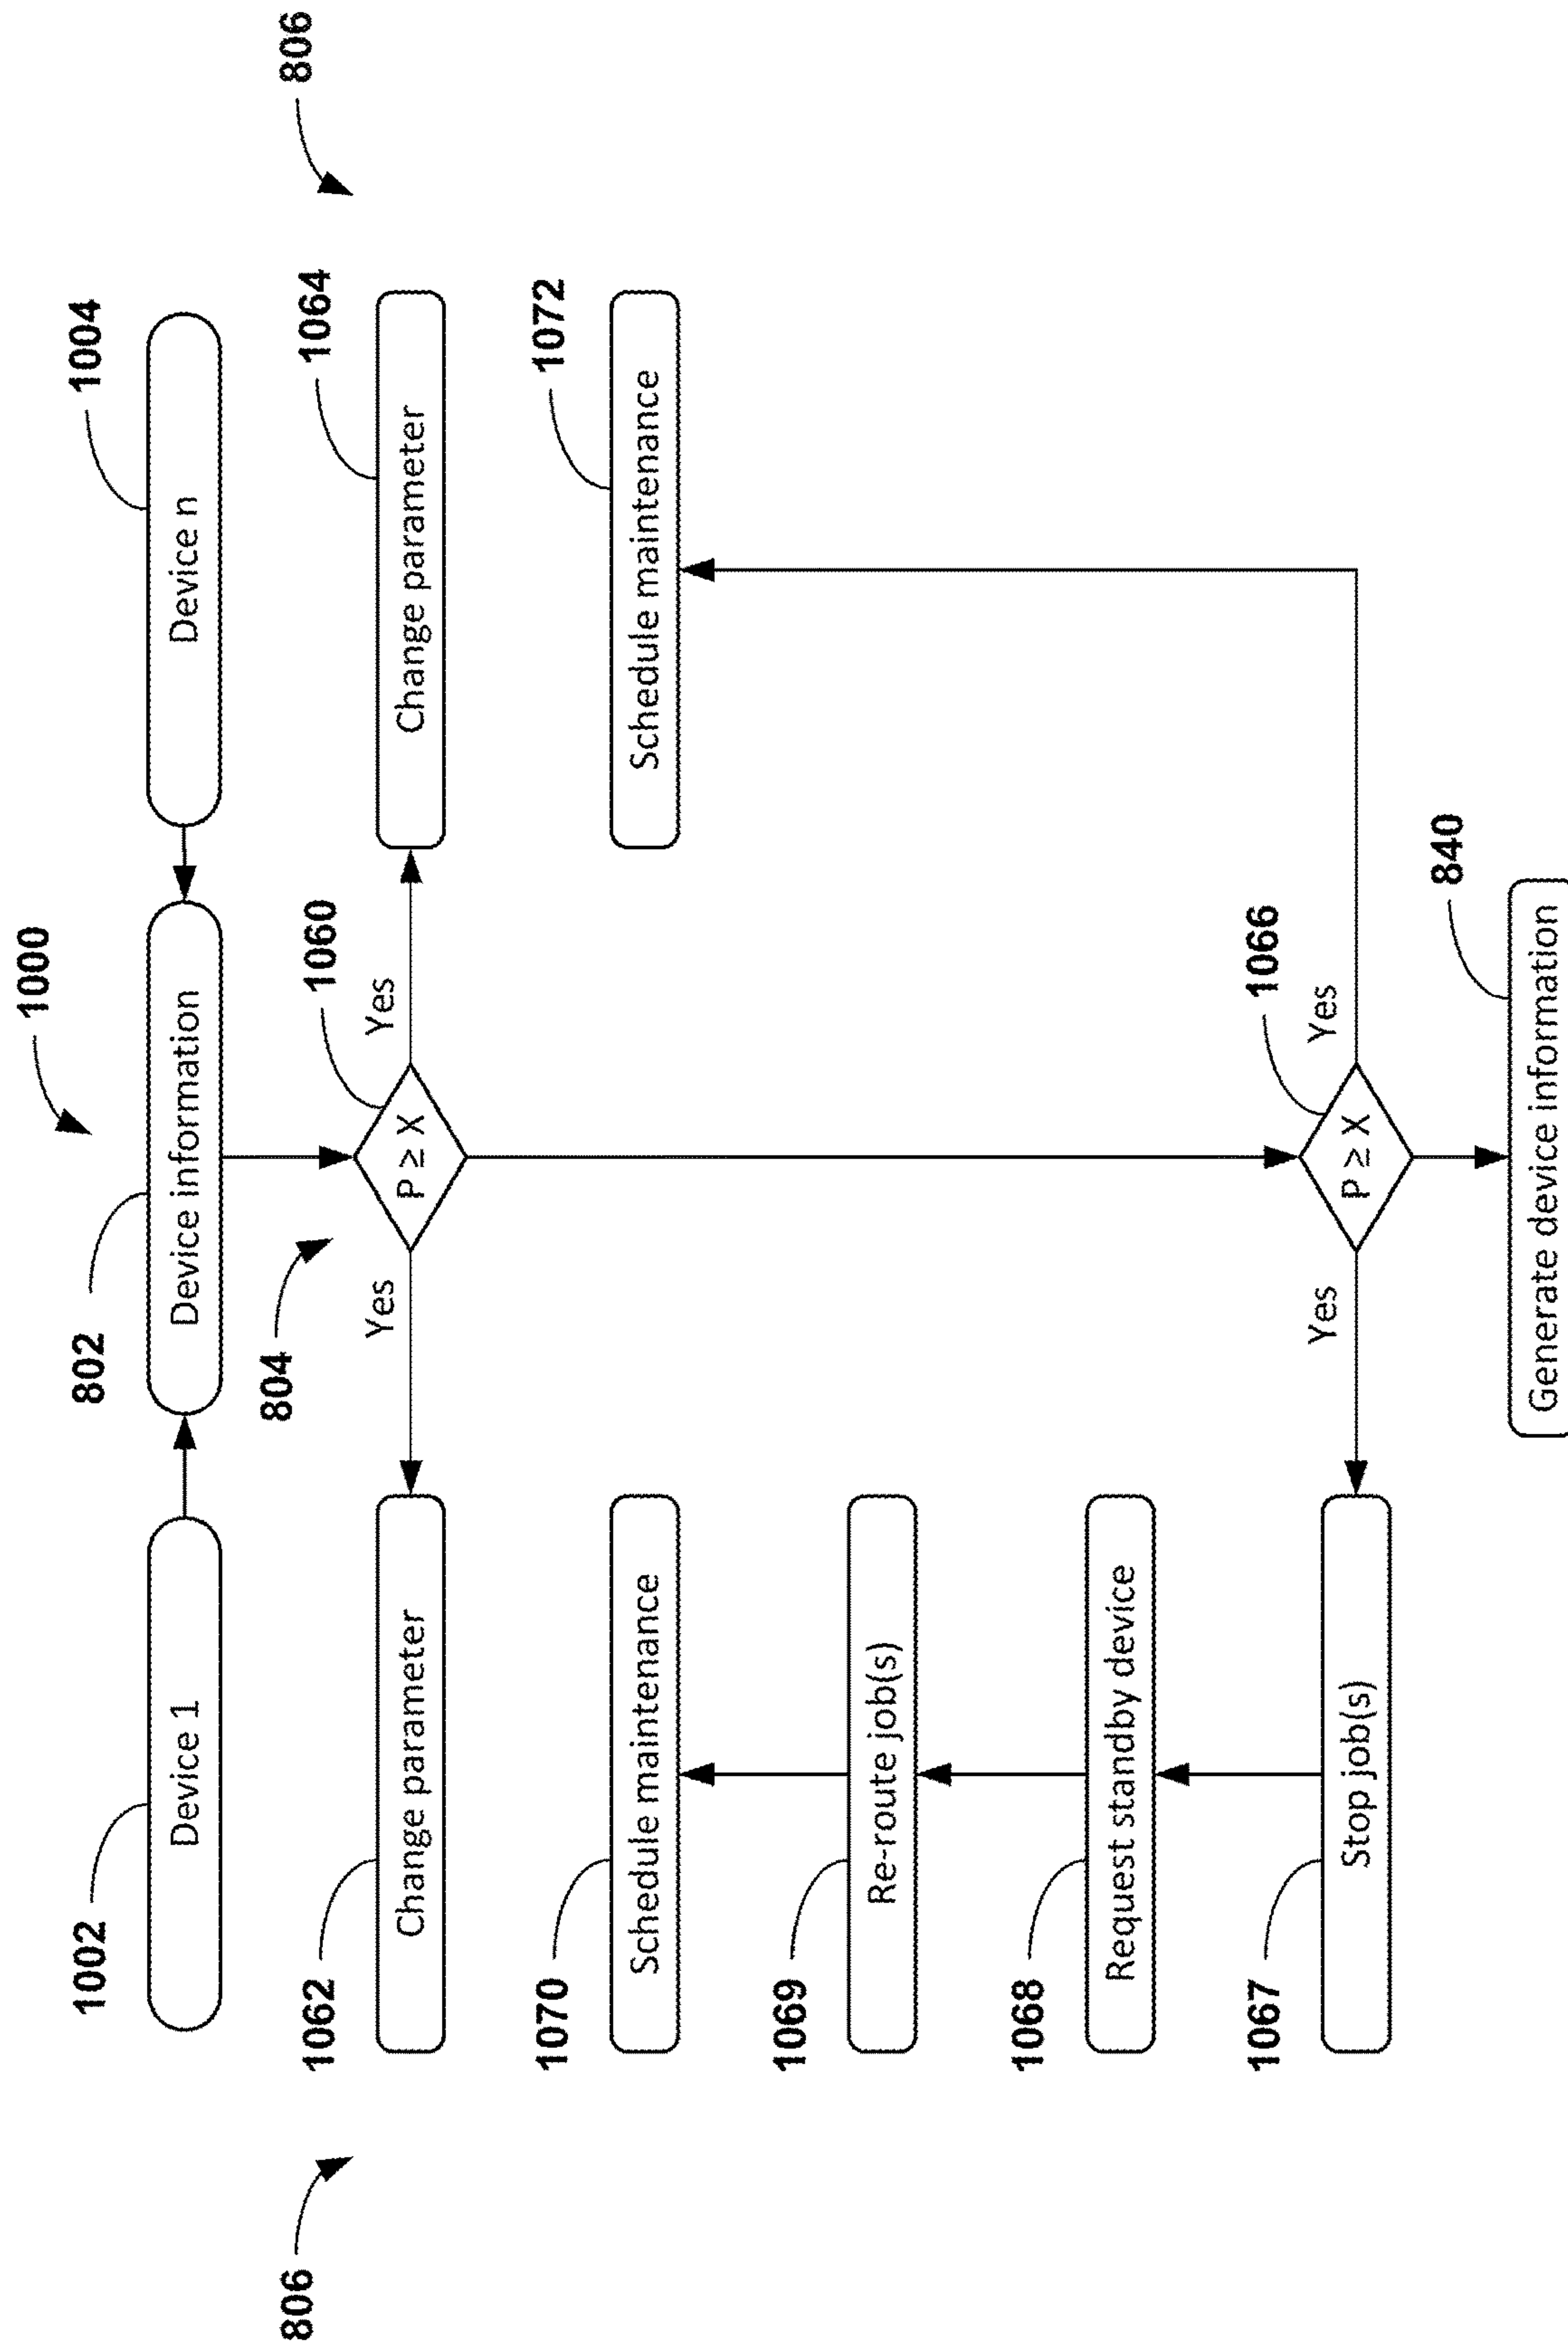 1000
1002
802
1004
Device 1
Device information
Device n
806
804
1060
1064
806
1062
Yes
Yes
Change parameter
P ≥ X
Change parameter
1070
1072
Schedule maintenance
Schedule maintenance
1069
Re-route job(s)
1068
Request standby device
1067
1066
Yes
Yes
Stop job(s)
P ≥ X
840
Generate device information